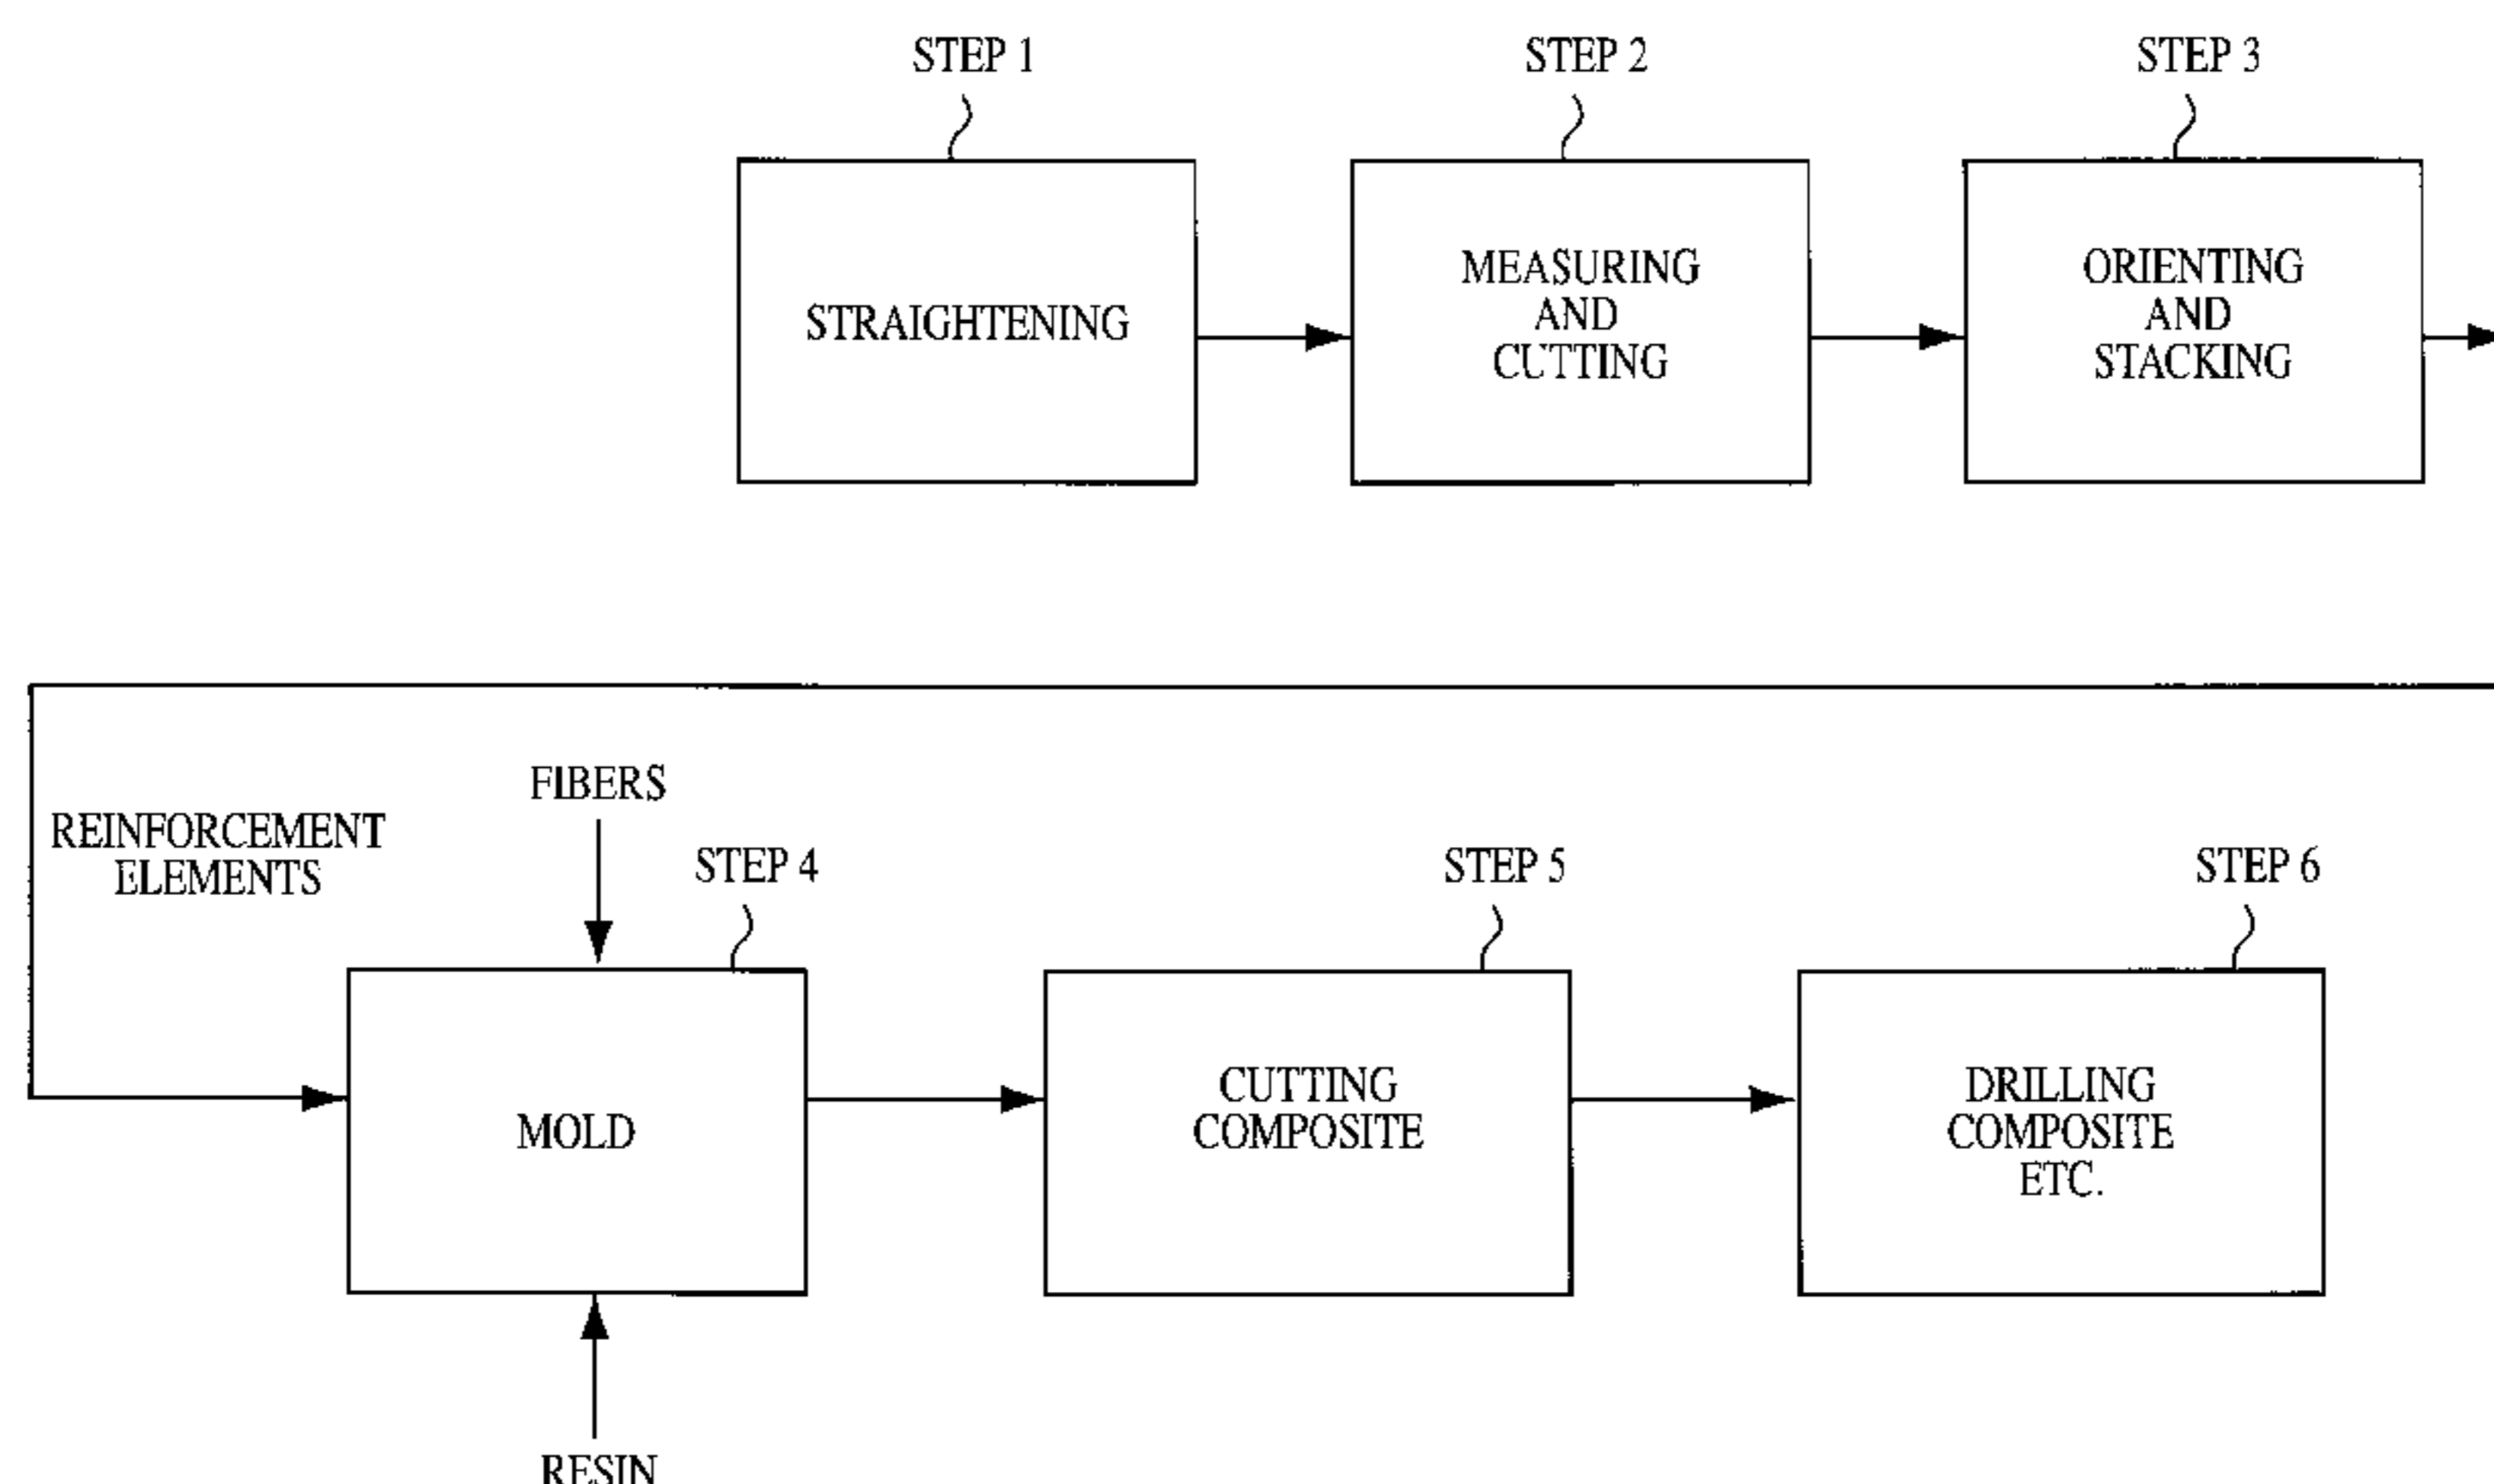 STEP 1
STEP 2
STEP 3
STRAIGHTENING
MEASURING
AND
CUTTING
ORIENTING
AND
STACKING
REINFORCEMENT
ELEMENTS
FIBERS
STEP 4
STEP 5
STEP 6
MOLD
CUTTING
COMPOSITE
DRILLING
COMPOSITE
ETC.
RESIN